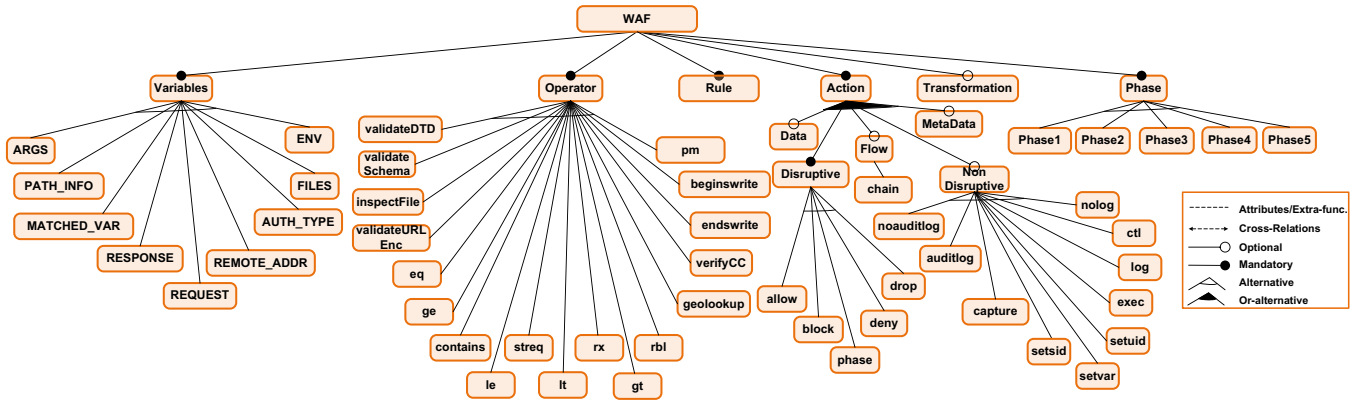 WAF
Variables
Operator
Rule
Action
Transformation
Phase
ARGS
PATH_INFO
MATCHED_VAR
RESPONSE
REQUEST
REMOTE_ADDR
AUTH_TYPE
FILES
ENV
validateDTD
validate
Schema
inspectFile
validateURL
Enc
eq
ge
contains
le
streq
lt
rx
gt
rbl
geolookup
verifyCC
endswrite
beginswrite
pm
Data
Disruptive
Flow
chain
MetaData
Non
Disruptive
allow
block
phase
deny
drop
noauditlog
auditlog
capture
setsid
setvar
setuid
exec
log
ctl
nolog
Phase1
Phase2
Phase3
Phase4
Phase5
Attributes/Extra-func.
Cross-Relations
Optional
Mandatory
Alternative
Or-alternative